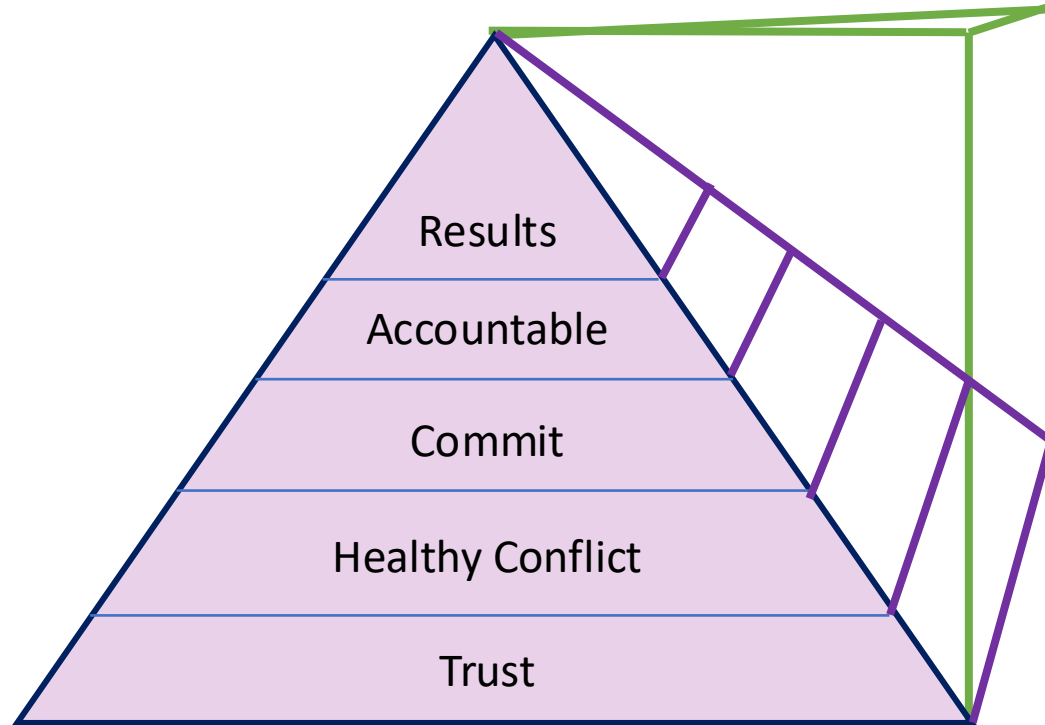 Results
Accountable
Commit
Healthy Conflict
Trust